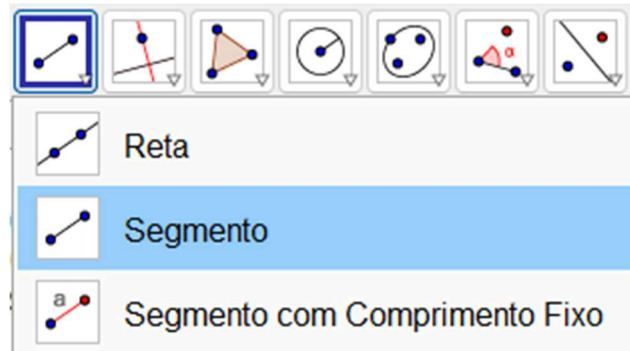 α
Reta
Segmento
a
Segmento com Comprimento Fixo